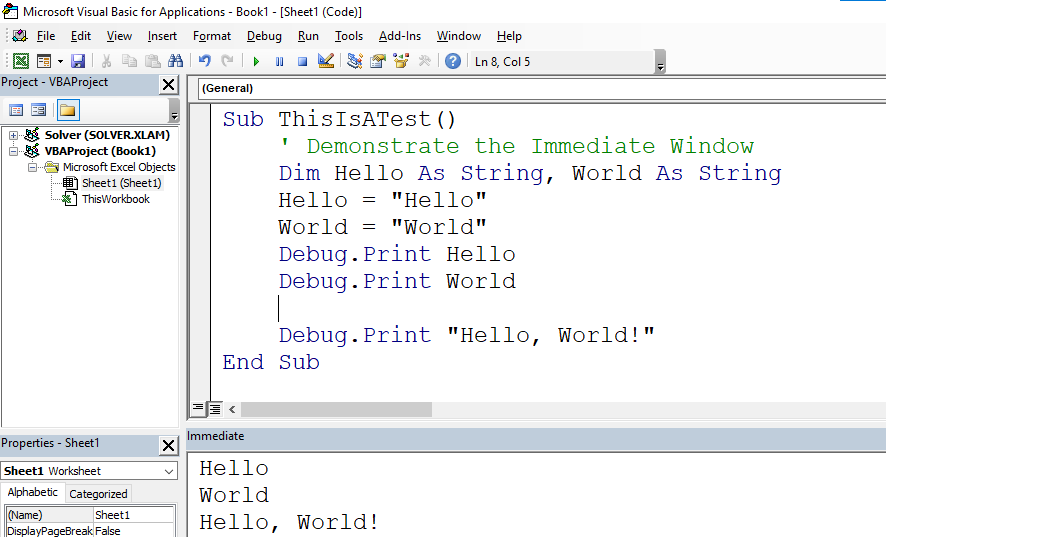 Microsoft Visual Basic for Applications - Book1 - [Sheet1 (Code)]
File Edit View Insert Format Debug Run Tools Add-Ins Window Help
Ln 8, Col 5
Project - VBAProject
Solver (SOLVER.XLAM)
VBAProject (Book1)
Microsoft Excel Objects
Sheet1 (Sheet1)
ThisWorkbook
(General)
Sub ThisIsATest()
' Demonstrate the Immediate Window
Dim Hello As String, World As String
Hello = "Hello"
World = "World"
Debug.Print Hello
Debug.Print World
Debug.Print "Hello, World!"
End Sub
Properties - Sheet1
Sheet1 Worksheet
Alphabetic Categorized
(Name) Sheet1
DisplayPageBreak False
Immediate
Hello
World
Hello, World!